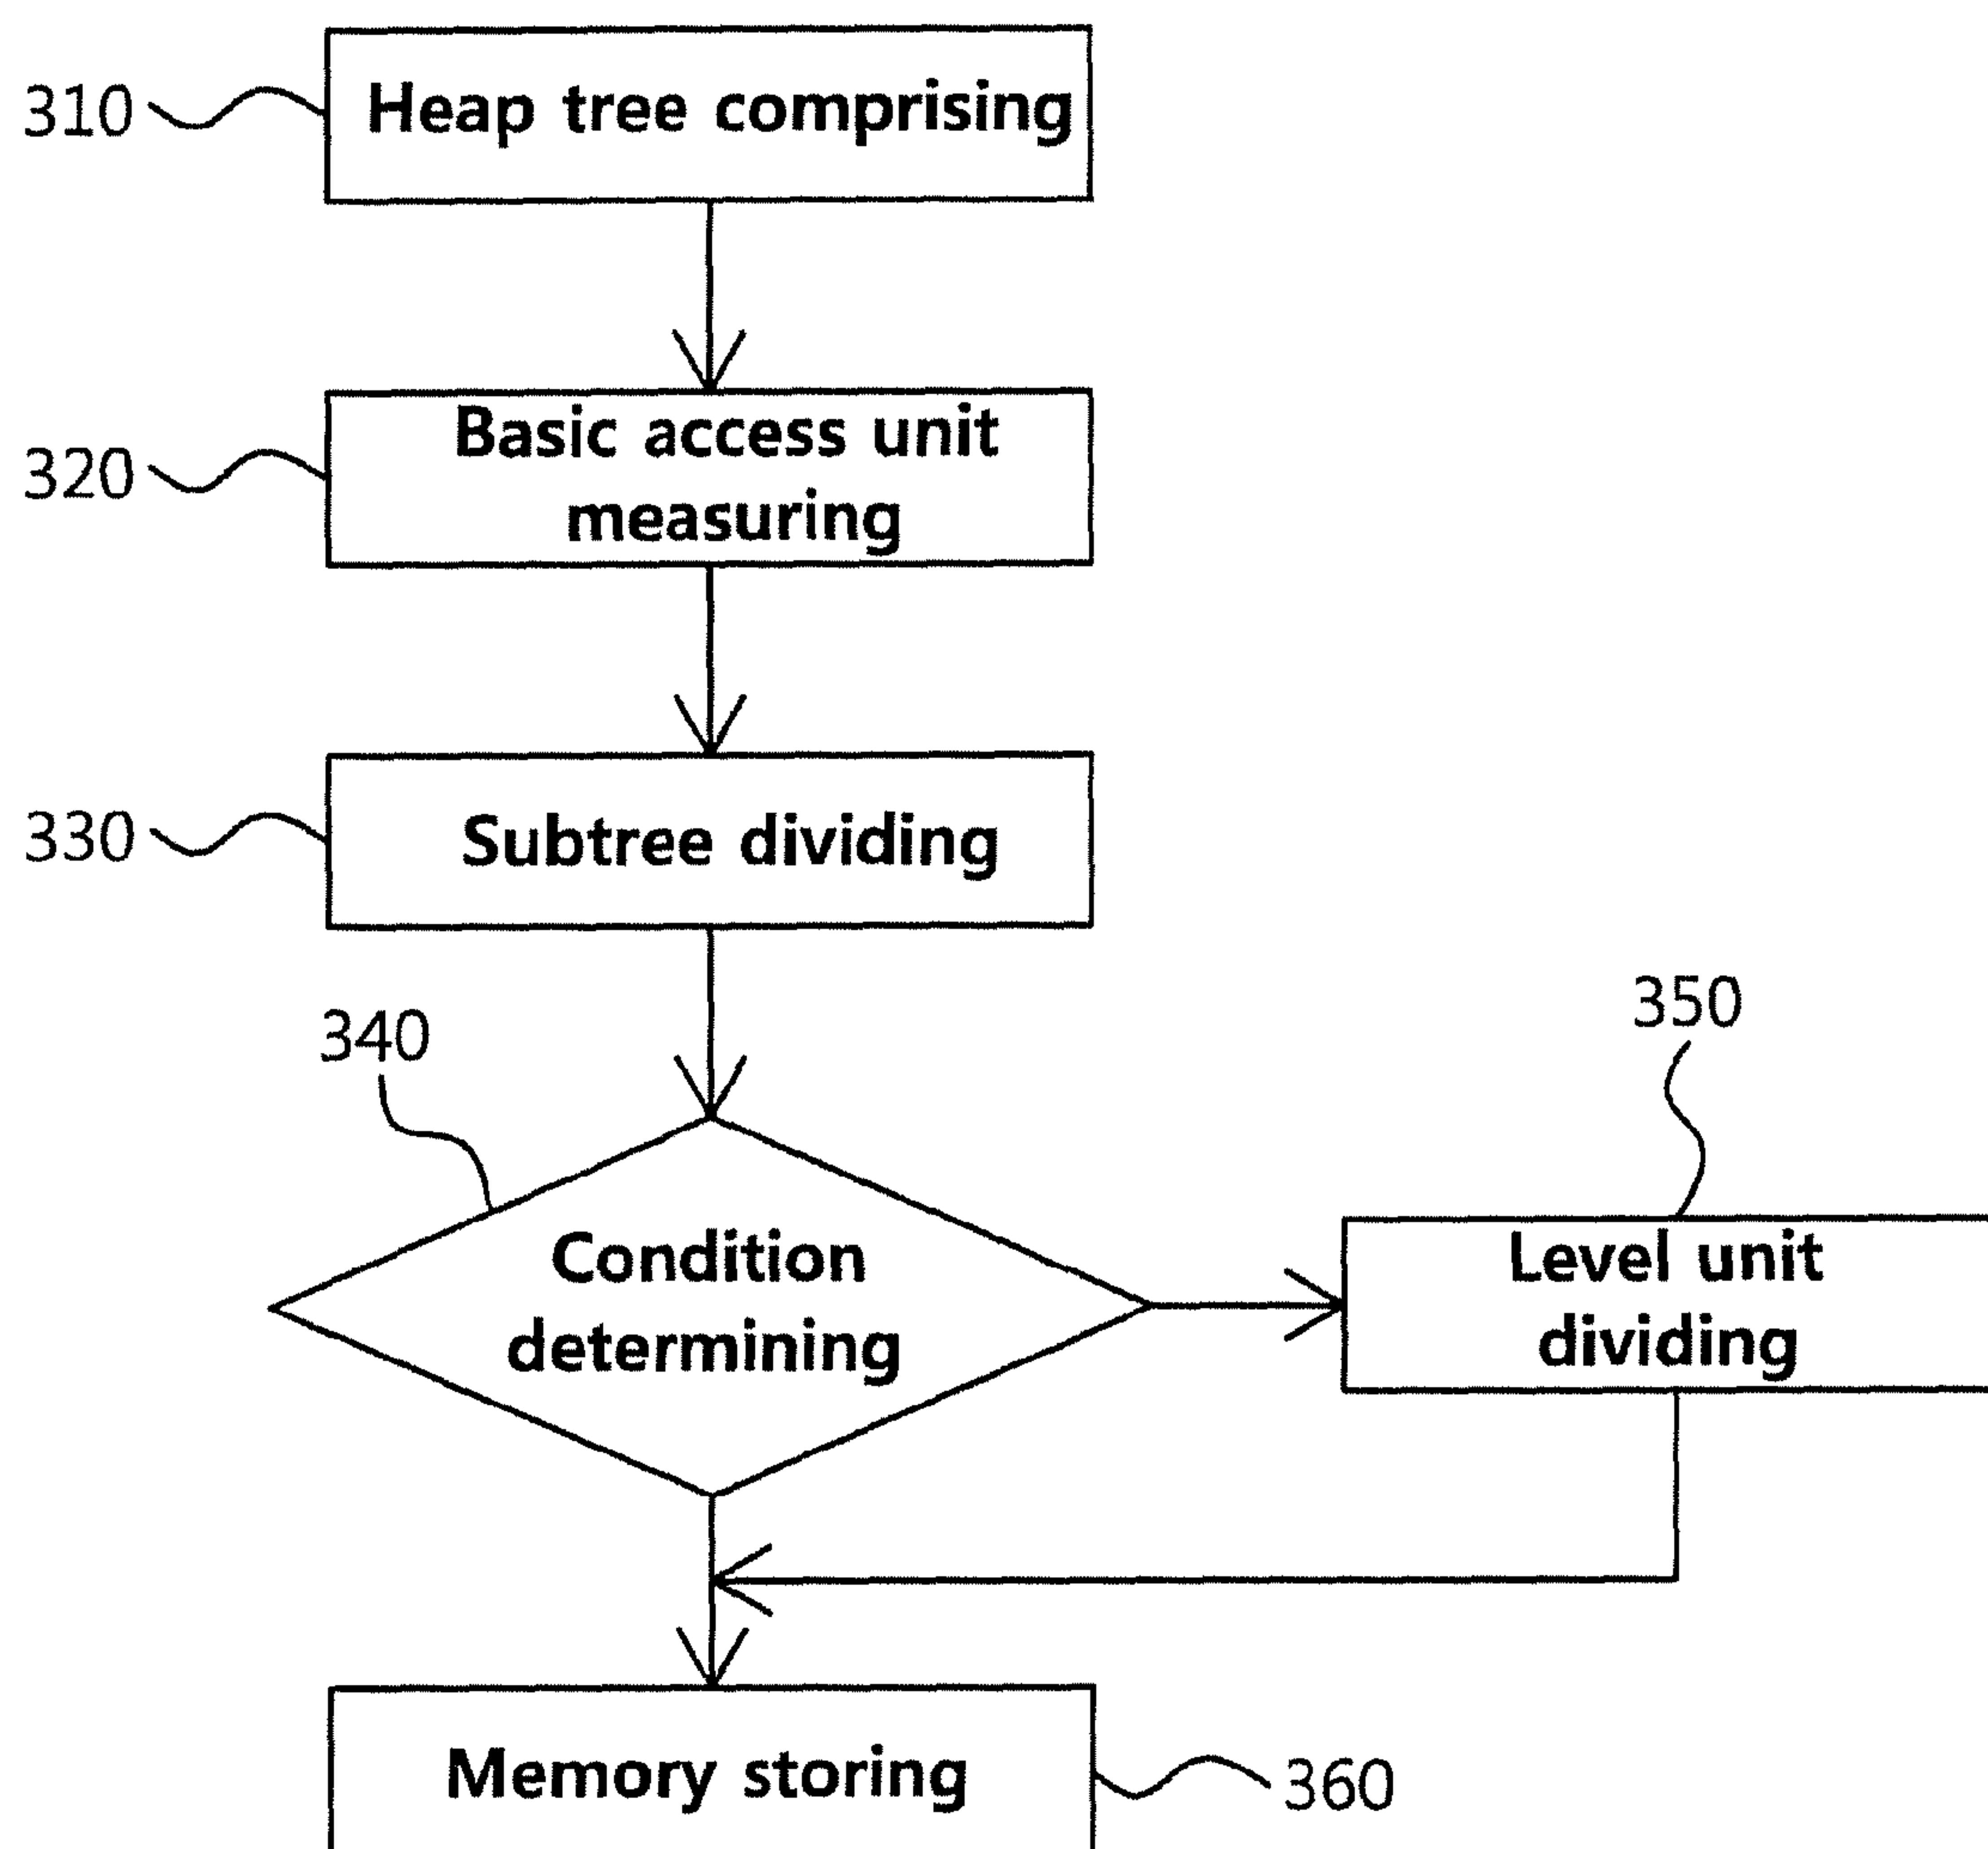 310
Heap tree comprising
320
Basic access unit
measuring
330
Subtree dividing
340
350
Condition
determining
Level unit
dividing
Memory storing
360